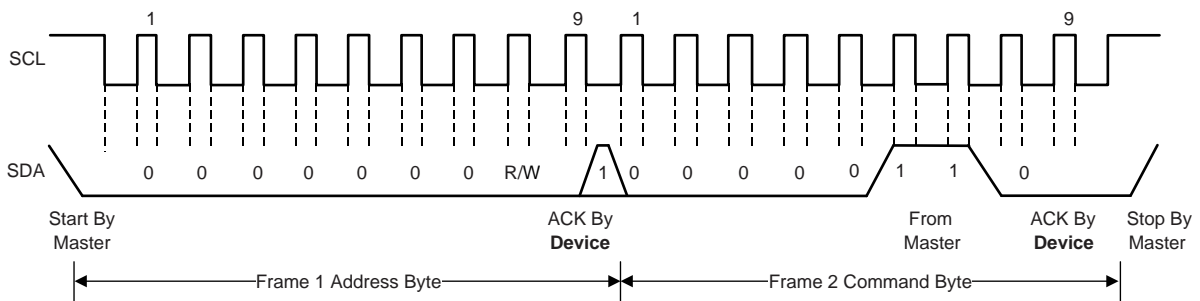 1 9 1 9
SCL
SDA 0 0 0 0 0 0 0 R/W 1 0 0 0 0 0 1 1 0
Start By
Master
ACK By
Device
From
Master
ACK By
Device
Stop By
Master
Frame 1 Address Byte Frame 2 Command Byte